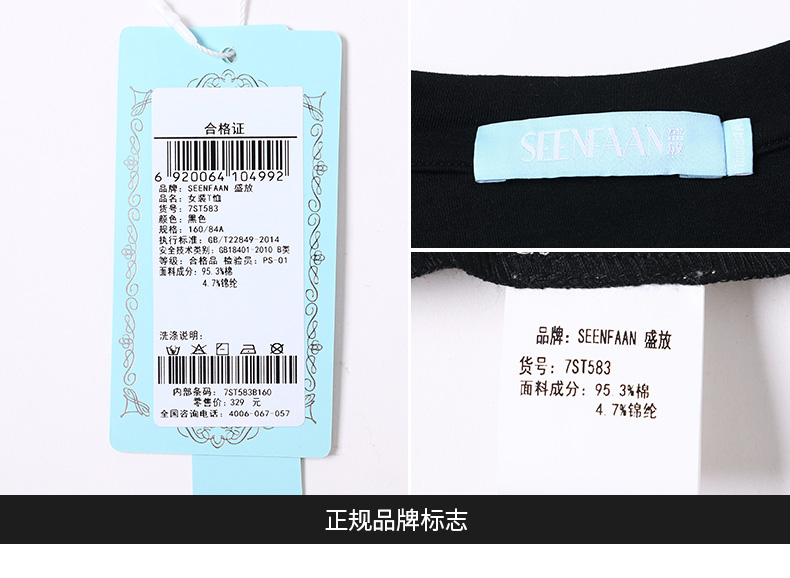 合格证
6 920064 104992
品牌: SEENFAAN 盛放
品名: 女装T恤
货号: 7ST583
颜色: 黑色
规格: 160/84A
执行标准: GB/T22849-2014
安全技术类别: GB18401-2010 B类
等级: 合格品 检验员: PS-01
面料成分: 95.3%棉
4.7%锦纶
洗涤说明:
内部条码: 7ST583B160
零售价: 329 元
全国咨询电话: 4006-067-057
SEENFAAN 盛放
品牌: SEENFAAN 盛放
货号: 7ST583
面料成分: 95.3%棉
4.7%锦纶
正规品牌标志